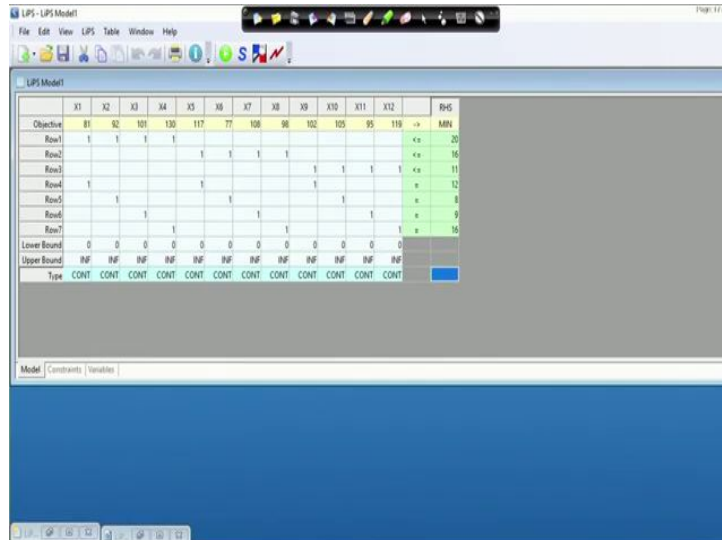 LiPS - LiPS Model1
File Edit View LiPS Table Window Help
LiPS Model1
X1 X2 X3 X4 X5 X6 X7 X8 X9 X10 X11 X12 RHS
Objective 81 92 101 130 117 77 108 98 102 105 95 119 -> MIN
Row1 1 1 1 1 <= 20
Row2 1 1 1 1 <= 16
Row3 1 1 1 1 <= 11
Row4 1 1 1 = 12
Row5 1 1 1 = 8
Row6 1 1 1 = 9
Row7 1 1 1 = 16
Lower Bound 0 0 0 0 0 0 0 0 0 0 0 0
Upper Bound INF INF INF INF INF INF INF INF INF INF INF INF
Type CONT CONT CONT CONT CONT CONT CONT CONT CONT CONT CONT CONT
Model Constraints Variables